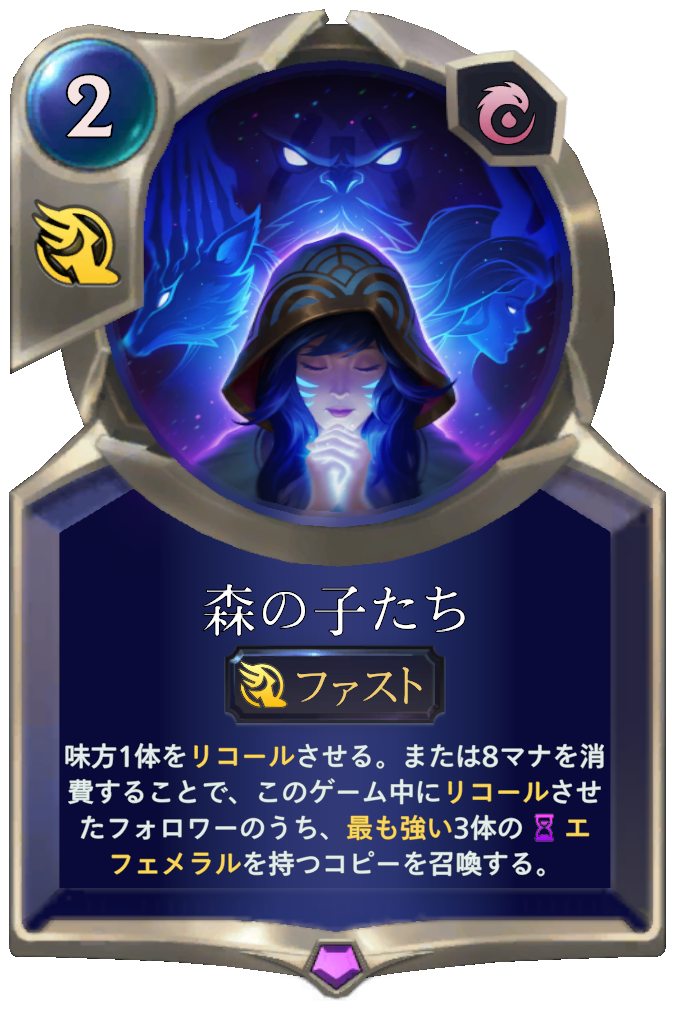 2
森の子たち
ファスト
味方1体をリコールさせる。または8マナを消
費することで、このゲーム中にリコールさせ
たフォロワーのうち、最も強い3体の エ
フェメラルを持つコピーを召喚する。